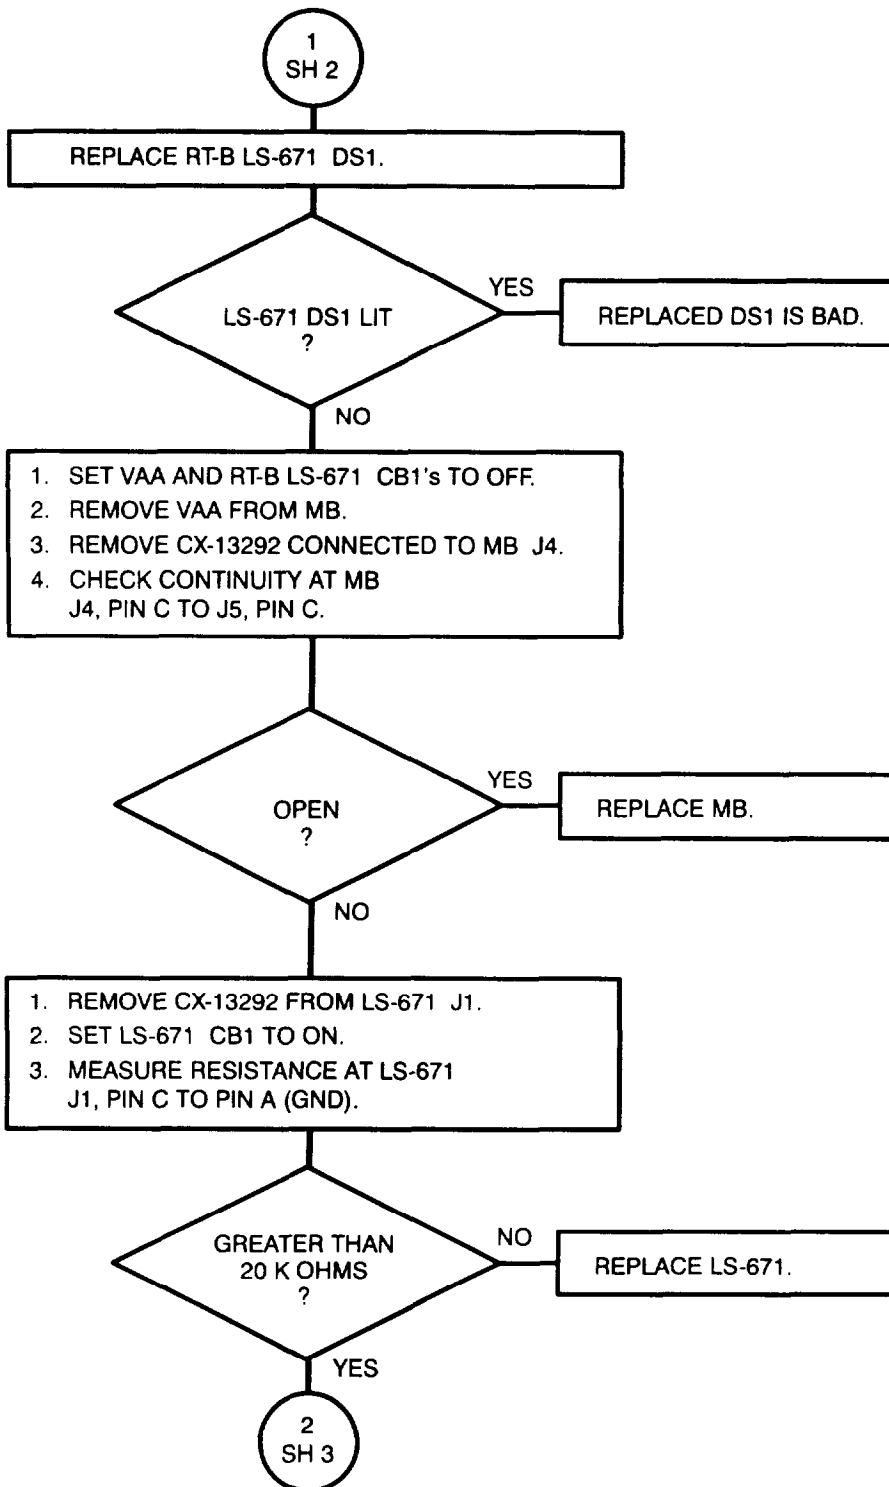 1
SH 2
REPLACE RT-B LS-671 DS1.
LS-671 DS1 LIT
?
YES
REPLACED DS1 IS BAD.
NO
1. SET VAA AND RT-B LS-671 CB1's TO OFF.
2. REMOVE VAA FROM MB.
3. REMOVE CX-13292 CONNECTED TO MB J4.
4. CHECK CONTINUITY AT MB
J4, PIN C TO J5, PIN C.
OPEN
?
YES
REPLACE MB.
NO
1. REMOVE CX-13292 FROM LS-671 J1.
2. SET LS-671 CB1 TO ON.
3. MEASURE RESISTANCE AT LS-671
J1, PIN C TO PIN A (GND).
GREATER THAN
20 K OHMS
?
NO
REPLACE LS-671.
YES
2
SH 3